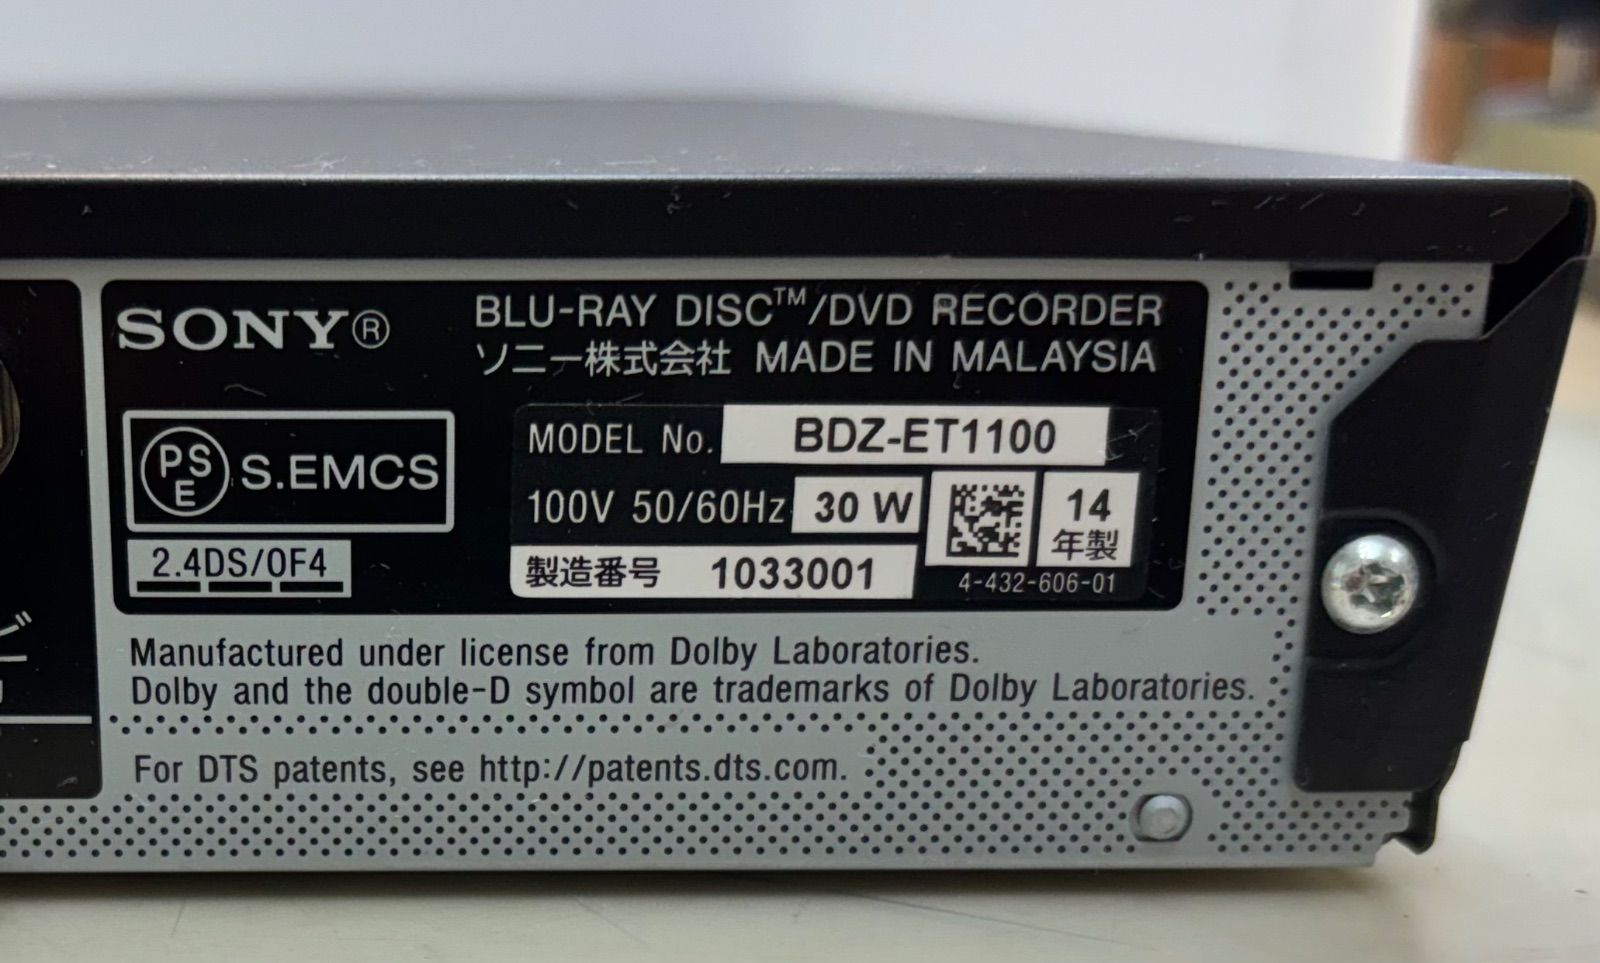 SONY®
BLU-RAY DISC™/DVD RECORDER
ソニー株式会社 MADE IN MALAYSIA
PSE S.EMCS
2.4DS/OF4
MODEL No. BDZ-ET1100
100V 50/60Hz 30 W
14
年製
製造番号 1033001
4-432-606-01
Manufactured under license from Dolby Laboratories.
Dolby and the double-D symbol are trademarks of Dolby Laboratories.
For DTS patents, see http://patents.dts.com.